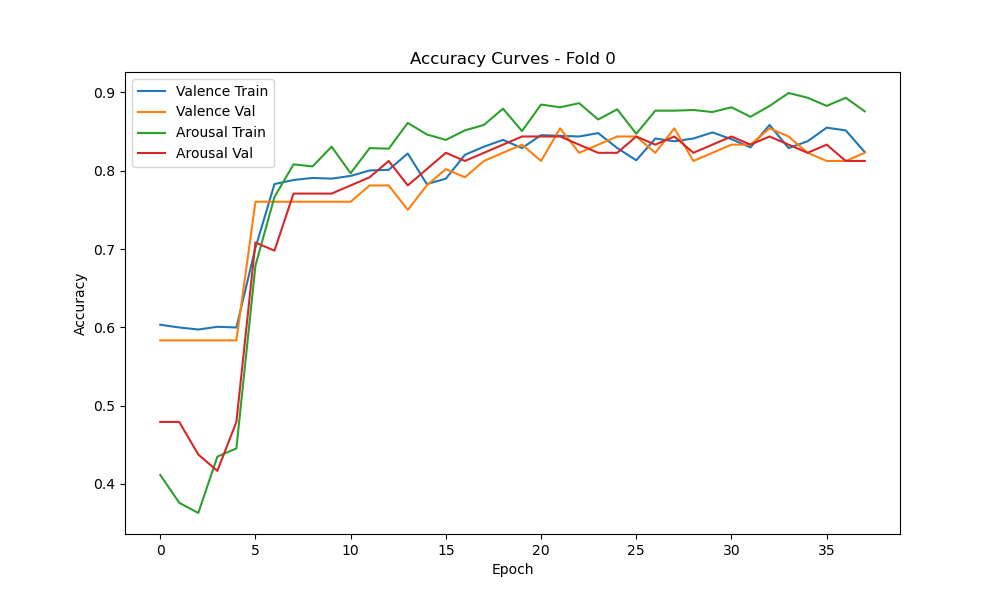 Accuracy Curves - Fold 0
Valence Train
Valence Val
Arousal Train
Arousal Val
Accuracy
0.9
0.8
0.7
0.6
0.5
0.4
0 5 10 15 20 25 30 35
Epoch